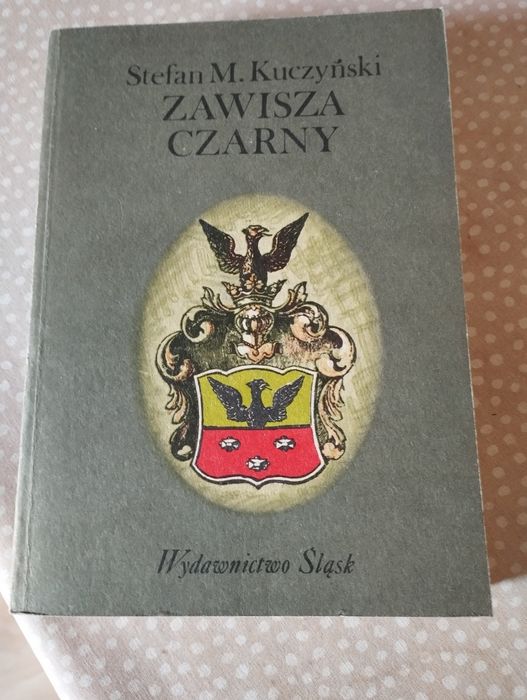 Stefan M. Kuczyński
ZAWISZA
CZARNY
Wydawnictwo Śląsk